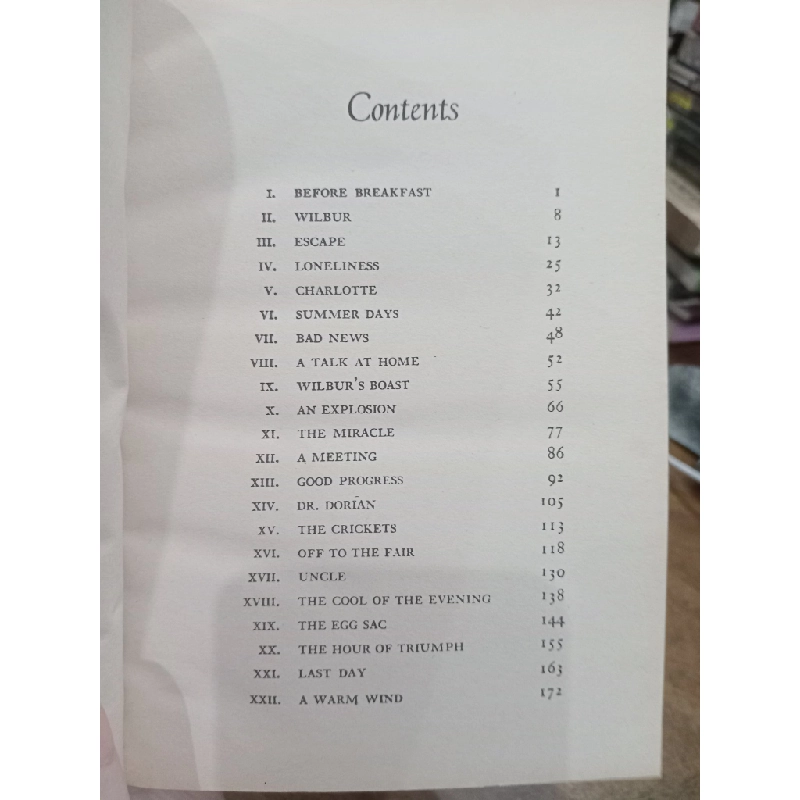 Contents
I. BEFORE BREAKFAST 1
II. WILBUR 8
III. ESCAPE 13
IV. LONELINESS 25
V. CHARLOTTE 32
VI. SUMMER DAYS 42
VII. BAD NEWS 48
VIII. A TALK AT HOME 52
IX. WILBUR'S BOAST 55
X. AN EXPLOSION 66
XI. THE MIRACLE 77
XII. A MEETING 86
XIII. GOOD PROGRESS 92
XIV. DR. DORIAN 105
XV. THE CRICKETS 113
XVI. OFF TO THE FAIR 118
XVII. UNCLE 130
XVIII. THE COOL OF THE EVENING 138
XIX. THE EGG SAC 144
XX. THE HOUR OF TRIUMPH 155
XXI. LAST DAY 163
XXII. A WARM WIND 172